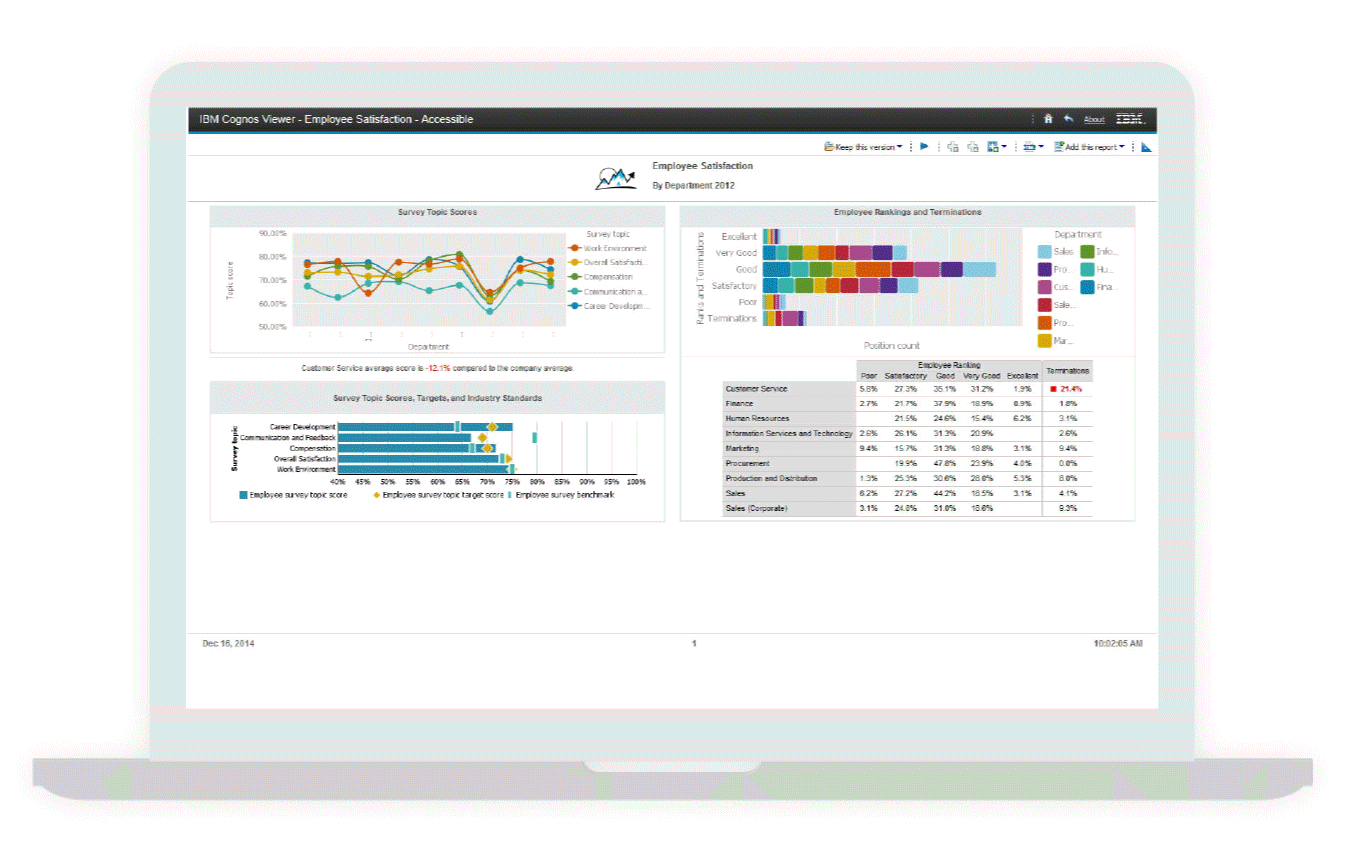 IBM Cognos Viewer - Employee Satisfaction - Accessible
About IBM.
Keep this version
Add this report
Employee Satisfaction
By Department 2012
Survey Topic Scores
90.00%
80.00%
70.00%
60.00%
50.00%
Topic score
Department
Survey topic
Work Environment
Overall Satisfacti...
Compensation
Communication a...
Career Developm...
Customer Service average score is -12.1% compared to the company average
Survey Topic Scores, Targets, and Industry Standards
Survey topic
Career Development
Communication and Feedback
Compensation
Overall Satisfaction
Work Environment
40% 45% 50% 55% 60% 65% 70% 75% 80% 85% 90% 95% 100%
Employee survey topic score Employee survey topic target score Employee survey benchmark
Employee Rankings and Terminations
Ranks and Terminations
Excellent
Very Good
Good
Satisfactory
Poor
Terminations
Position count
Department
Sales Info...
Pro... Hu...
Cus... Fina...
Sale...
Pro...
Mar...
Employee Ranking Terminations
Poor Satisfactory Good Very Good Excellent
Customer Service 27.3% 35.1% 31.2% 1.9% 21.4%
Finance 2.7% 21.7% 37.9% 1.8%
Human Resources 21.5% 24.6% 15.4% 6.2% 3.1%
Information Services and Technology 2.6% 26.1% 31.3% 20.9% 2.6%
Marketing 9.4% 15.7% 31.3% 18.8% 3.1% 9.4%
Procurement 19.9% 47.8% 23.9% 4.0% 0.0%
Production and Distribution 1.3% 25.3% 5.3% 8.0%
Sales 6.2% 27.2% 44.2% 18.5% 3.1% 4.1%
Sales (Corporate) 3.1% 24.8% 31.0% 18.6% 9.3%
Dec 16, 2014
1
10:02:05 AM